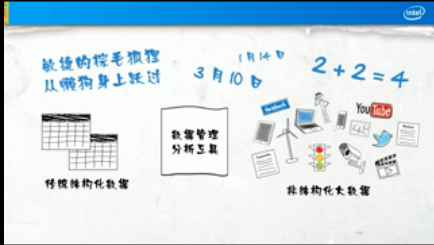 intel
敏捷的棕毛狐狸
从懒狗身上跃过
1月14日
3月10日
2+2=4
facebook
YouTube
数据管理
分析工具
传统结构化数据
非结构化大数据